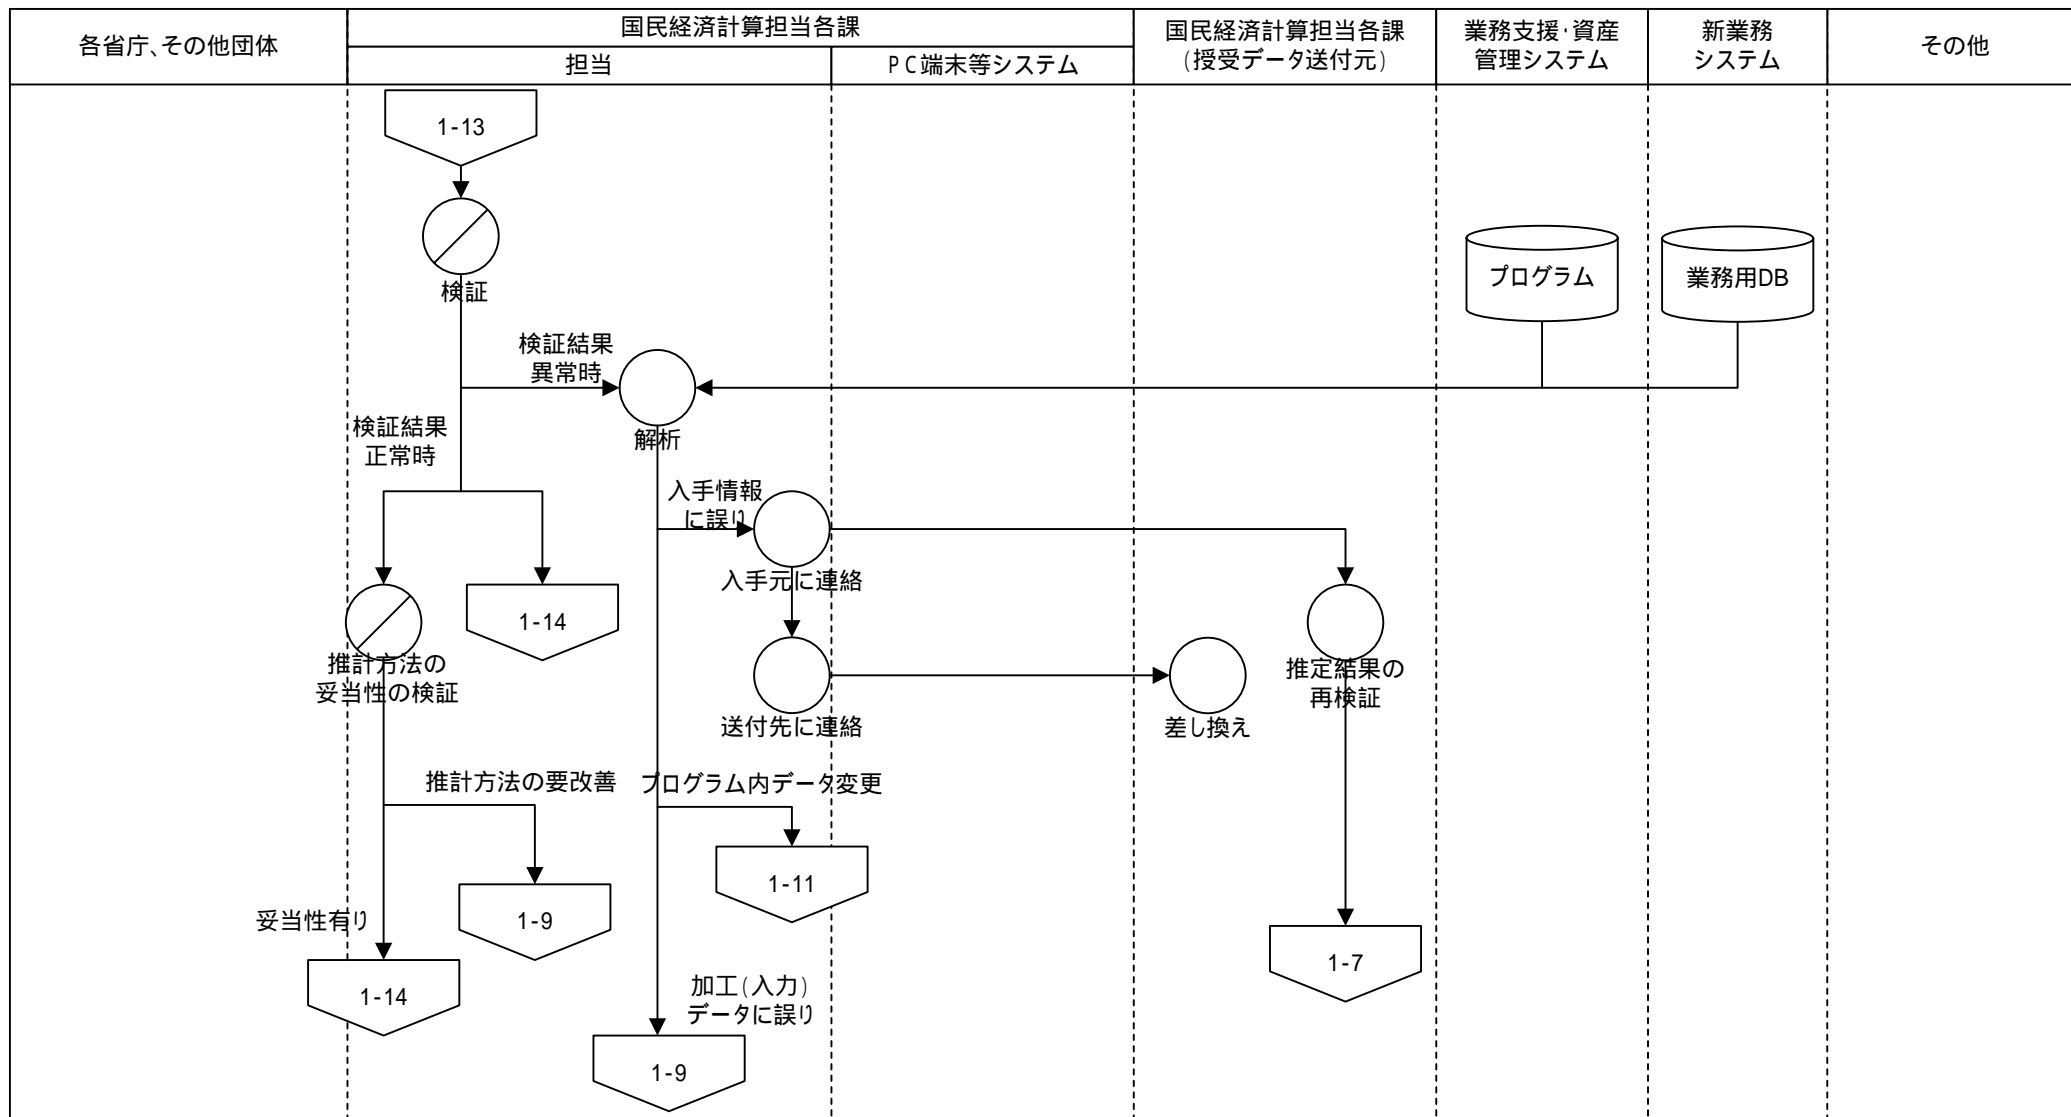 各省庁、その他団体
国民経済計算担当各課
担当
PC端末等システム
国民経済計算担当各課
(授受データ送付元)
業務支援・資産
管理システム
新業務
システム
その他
1-13
検証
プログラム
業務用DB
検証結果
異常時
解析
検証結果
正常時
入手情報
に誤り
入手元に連絡
1-14
推計方法の
妥当性の検証
送付先に連絡
差し換え
推定結果の
再検証
推計方法の要改善
プログラム内データ変更
1-11
1-9
妥当性有り
1-14
1-7
加工(入力)
データに誤り
1-9